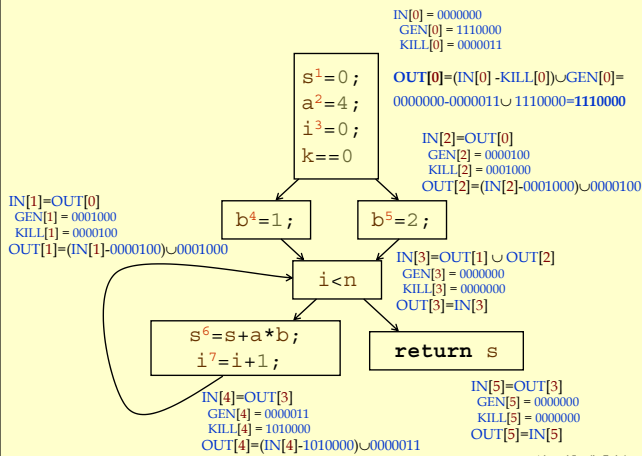 IN[0] = 0000000
GEN[0] = 1110000
KILL[0] = 0000011
OUT[0]=(IN[0] -KILL[0])∪GEN[0]=
0000000-0000011∪ 1110000=1110000
s¹=0;
a²=4;
i³=0;
k==0
IN[2]=OUT[0]
GEN[2] = 0000100
KILL[2] = 0001000
OUT[2]=(IN[2]-0001000)∪0000100
IN[1]=OUT[0]
GEN[1] = 0001000
KILL[1] = 0000100
OUT[1]=(IN[1]-0000100)∪0001000
b⁴=1;
b⁵=2;
IN[3]=OUT[1] ∪ OUT[2]
GEN[3] = 0000000
KILL[3] = 0000000
OUT[3]=IN[3]
i<n
s⁶=s+a*b;
i⁷=i+1;
return s
IN[4]=OUT[3]
GEN[4] = 0000011
KILL[4] = 1010000
OUT[4]=(IN[4]-1010000)∪0000011
IN[5]=OUT[3]
GEN[5] = 0000000
KILL[5] = 0000000
OUT[5]=IN[5]